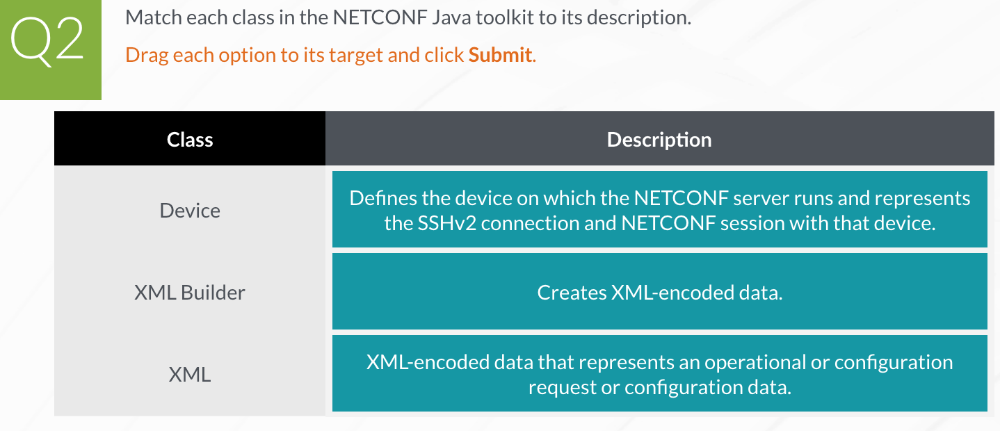 Q2
Match each class in the NETCONF Java toolkit to its description.
Drag each option to its target and click Submit.
Class
Description
Device
Defines the device on which the NETCONF server runs and represents
the SSHv2 connection and NETCONF session with that device.
XML Builder
Creates XML-encoded data.
XML
XML-encoded data that represents an operational or configuration
request or configuration data.